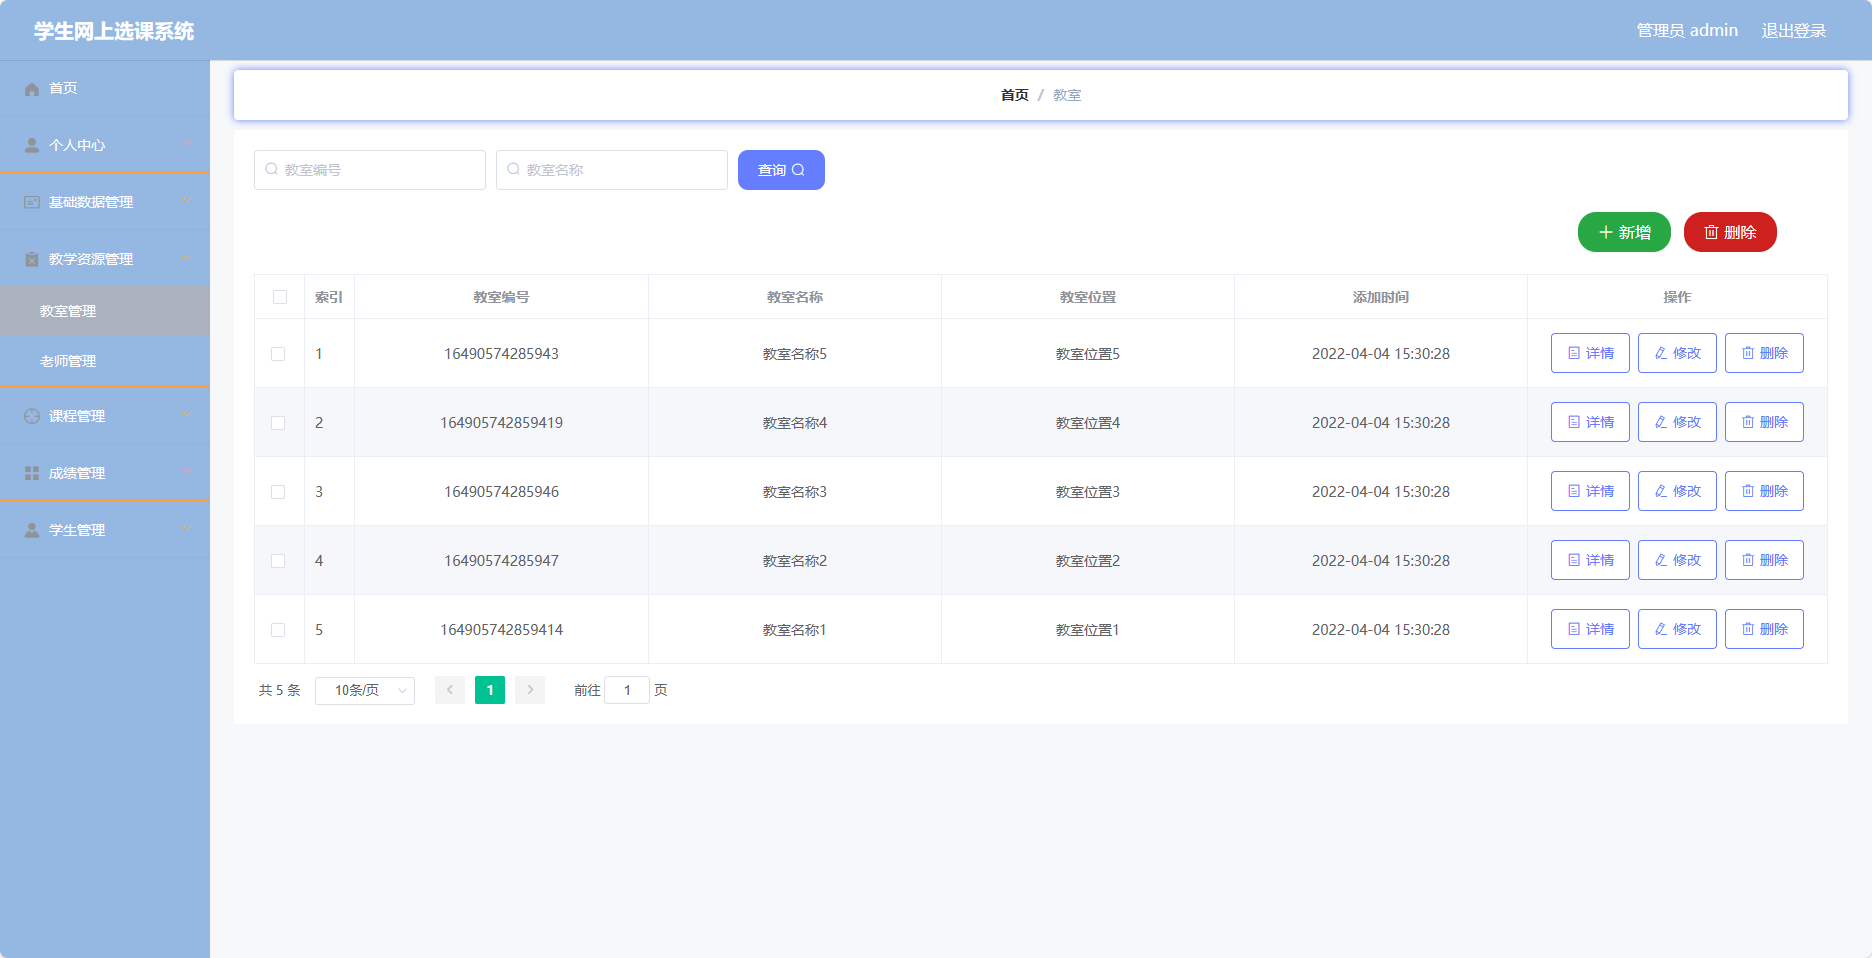 学生网上选课系统
管理员 admin 退出登录
首页
个人中心
基础数据管理
教学资源管理
教室管理
老师管理
课程管理
成绩管理
学生管理
首页 / 教室
教室编号 教室名称 查询
新增 删除
索引 教室编号 教室名称 教室位置 添加时间 操作
1 16490574285943 教室名称5 教室位置5 2022-04-04 15:30:28 详情 修改 删除
2 164905742859419 教室名称4 教室位置4 2022-04-04 15:30:28 详情 修改 删除
3 16490574285946 教室名称3 教室位置3 2022-04-04 15:30:28 详情 修改 删除
4 16490574285947 教室名称2 教室位置2 2022-04-04 15:30:28 详情 修改 删除
5 164905742859414 教室名称1 教室位置1 2022-04-04 15:30:28 详情 修改 删除
共 5 条 10条/页 1 前往 1 页